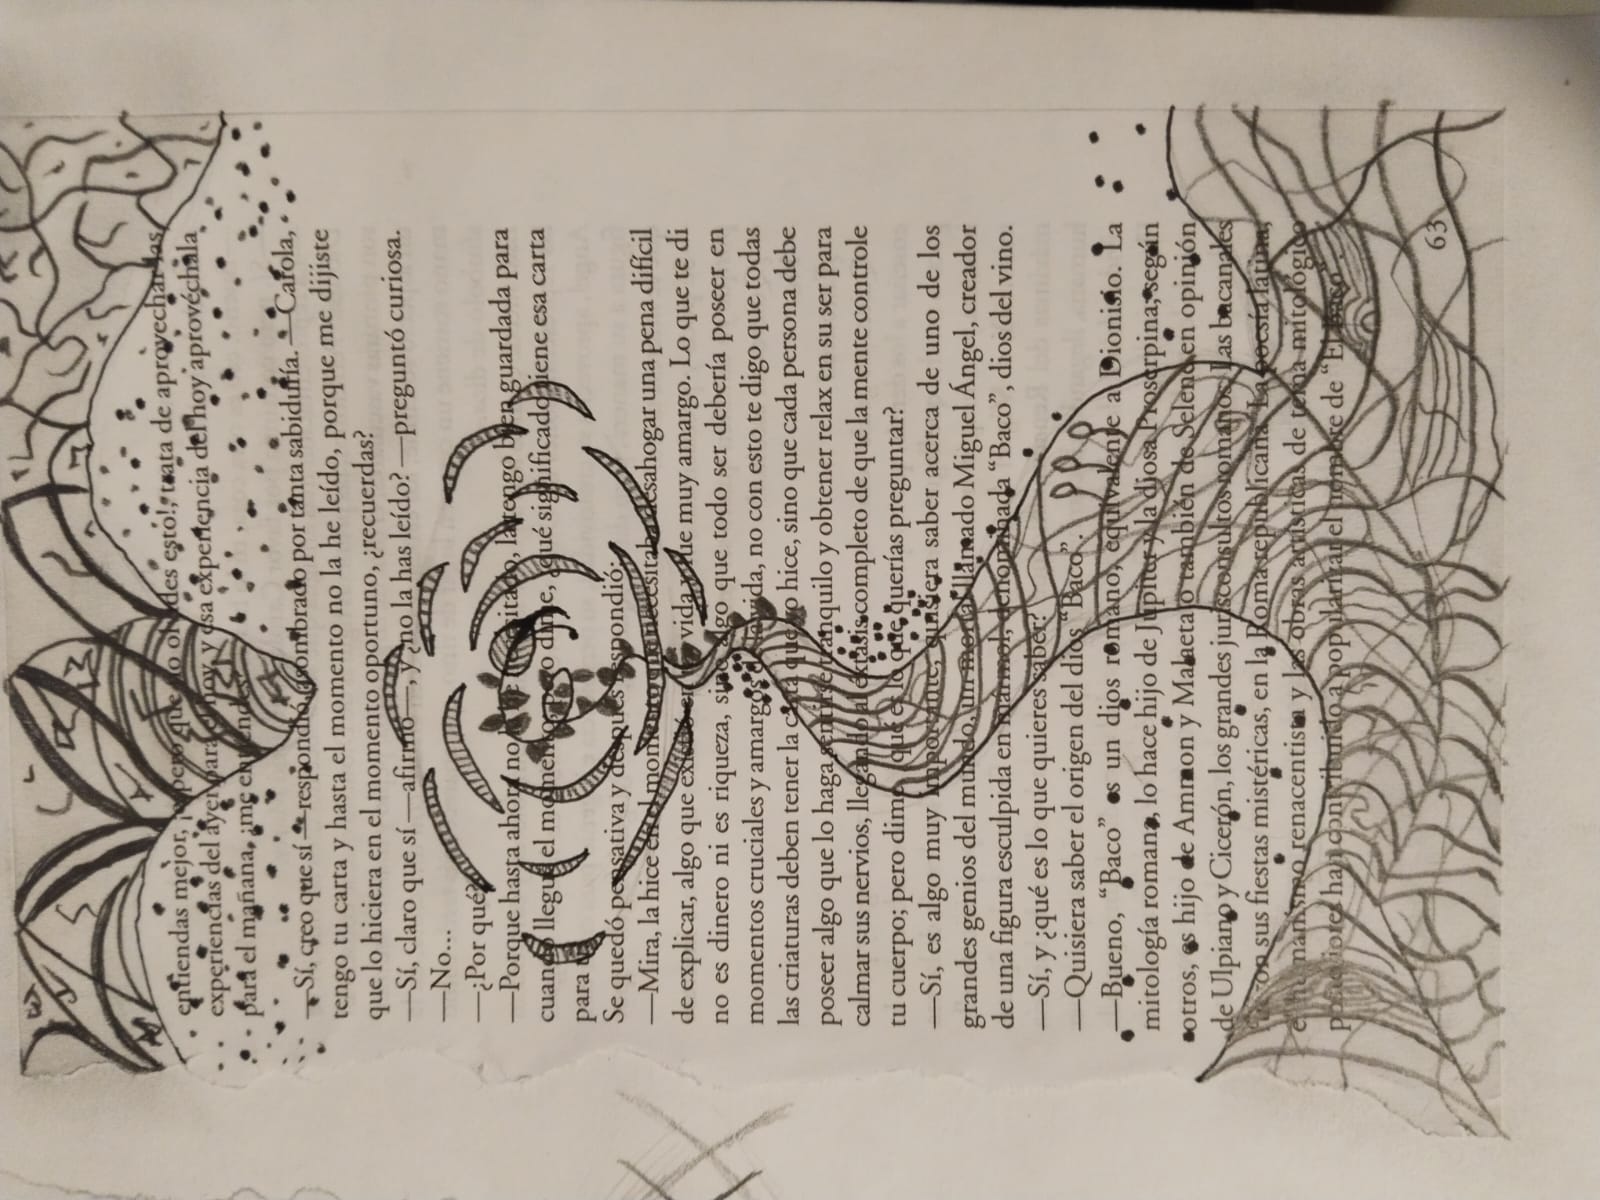 entiendas mejor, ¡pero que no olvides esto!, trata de aprovechar las
experiencias del ayer para el hoy y esa experiencia del hoy aprovéchala
para el mañana, ¡me entiendes!
—Sí, creo que sí —respondió asombrado por tanta sabiduría. —Cafola,
tengo tu carta y hasta el momento no la he leído, porque me dijiste
que lo hiciera en el momento oportuno, ¿recuerdas?
—Sí, claro que sí —afirmó—, y ¿no la has leído? —preguntó curiosa.
—No...
—¿Por qué?
—Porque hasta ahora no la he necesitado, la tengo bien guardada para
cuando llegue el momento; pero dime, ¿qué significado tiene esa carta
para
Se quedó pensativa y después respondió:
—Mira, la hice en el momento que necesitaba desahogar una pena difícil
de explicar, algo que existió en vida y fue muy amargo. Lo que te di
no es dinero ni es riqueza, sino algo que todo ser debería poseer en
momentos cruciales y amargos de la vida, no con esto te digo que todas
las criaturas deben tener la carta que yo hice, sino que cada persona debe
poseer algo que lo haga sentirse tranquilo y obtener relax en su ser para
calmar sus nervios, llegando al éxtasis completo de que la mente controle
tu cuerpo; pero dime, ¿qué es lo que querías preguntar?
—Sí, es algo muy importante, quisiera saber acerca de uno de los
grandes genios del mundo, un mortal llamado Miguel Ángel, creador
de una figura esculpida en mármol, denominada “Baco”, dios del vino.
—Sí, y ¿qué es lo que quieres saber?
—Quisiera saber el origen del dios “Baco”.
—Bueno, “Baco” es un dios romano, equivalente a Dionisio. La
mitología romana, lo hace hijo de Júpiter y la diosa Proserpina, según
otros, es hijo de Ammon y Malaeta o también de Selene, en opinión
de Ulpiano y Cicerón, los grandes jurisconsultos romanos. Las bacanales
son sus fiestas mistéricas, en la Roma republicana. La poesía latina,
el humanismo renacentista y las obras artísticas de tema mitológico
posteriores han contribuido a popularizar el nombre de “El Baco”.
63